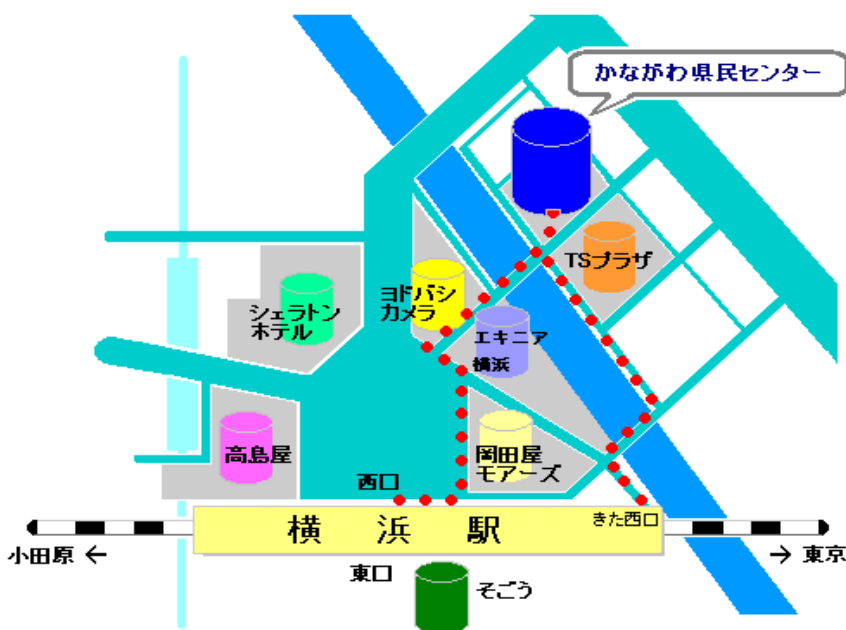 かながわ県民センター
TSプラザ
ヨドバシ
カメラ
シェラトン
ホテル
エキニア
横浜
高島屋
岡田屋
モアーズ
西口
きた西口
横浜駅
小田原 ←
→ 東京
東口
そごう